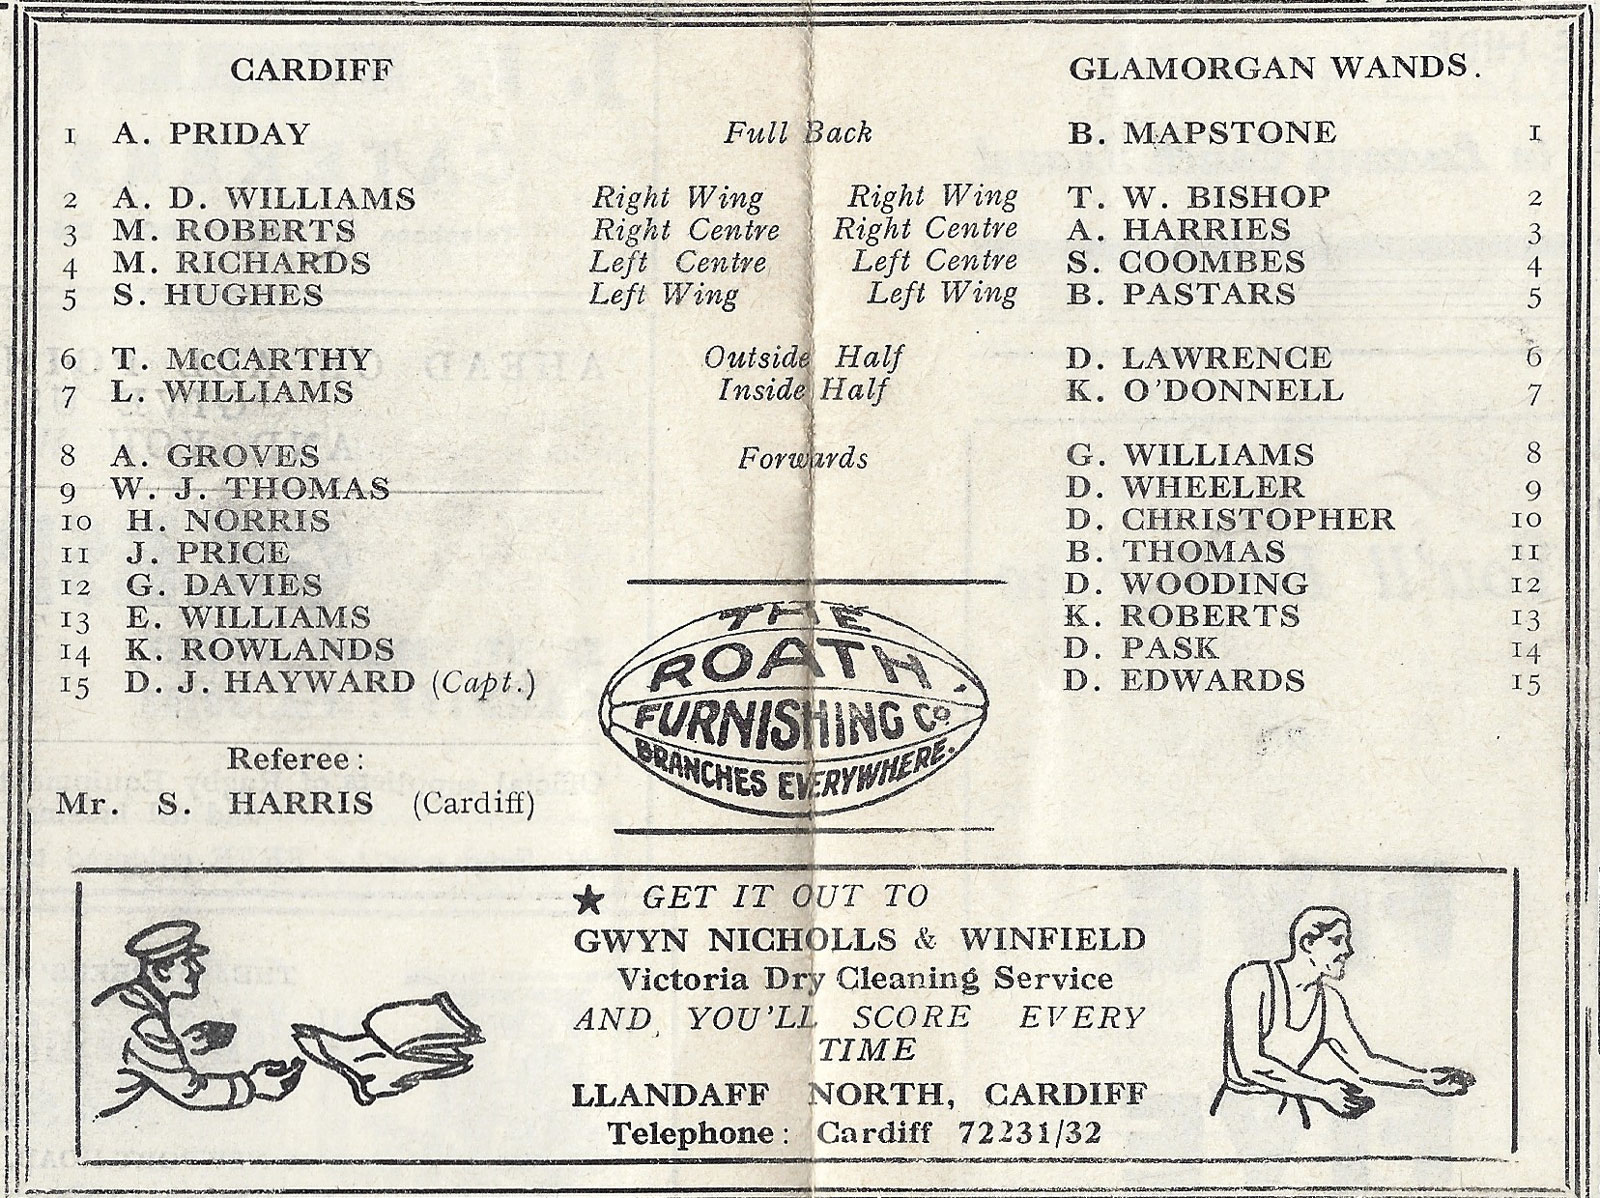 CARDIFF GLAMORGAN WANDS.
1 A. PRIDAY Full Back B. MAPSTONE 1
2 A. D. WILLIAMS Right Wing Right Wing T. W. BISHOP 2
3 M. ROBERTS Right Centre Right Centre A. HARRIES 3
4 M. RICHARDS Left Centre Left Centre S. COOMBES 4
5 S. HUGHES Left Wing Left Wing B. PASTARS 5
6 T. McCARTHY Outside Half D. LAWRENCE 6
7 L. WILLIAMS Inside Half K. O'DONNELL 7
8 A. GROVES Forwards G. WILLIAMS 8
9 W. J. THOMAS D. WHEELER 9
10 H. NORRIS D. CHRISTOPHER 10
11 J. PRICE B. THOMAS 11
12 G. DAVIES D. WOODING 12
13 E. WILLIAMS K. ROBERTS 13
14 K. ROWLANDS D. PASK 14
15 D. J. HAYWARD (Capt.) D. EDWARDS 15
Referee:
Mr. S. HARRIS (Cardiff)
THE
ROATH
FURNISHING Co.
BRANCHES EVERYWHERE.
★ GET IT OUT TO
GWYN NICHOLLS & WINFIELD
Victoria Dry Cleaning Service
AND YOU'LL SCORE EVERY
TIME
LLANDAFF NORTH, CARDIFF
Telephone: Cardiff 72231/32